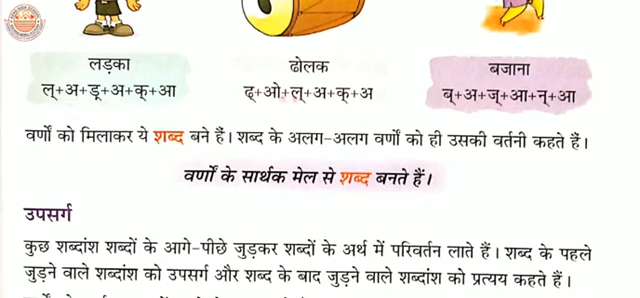 लड़का ढोलक बजाना
ल्+अ+ड़्+अ+क्+आ ढ्+ओ+ल्+अ+क्+अ ब्+अ+ज्+आ+न्+आ
वर्णों को मिलाकर ये शब्द बने हैं। शब्द के अलग-अलग वर्णों को ही उसकी वर्तनी कहते हैं।
वर्णों के सार्थक मेल से शब्द बनते हैं।
उपसर्ग
कुछ शब्दांश शब्दों के आगे-पीछे जुड़कर शब्दों के अर्थ में परिवर्तन लाते हैं। शब्द के पहले
जुड़ने वाले शब्दांश को उपसर्ग और शब्द के बाद जुड़ने वाले शब्दांश को प्रत्यय कहते हैं।